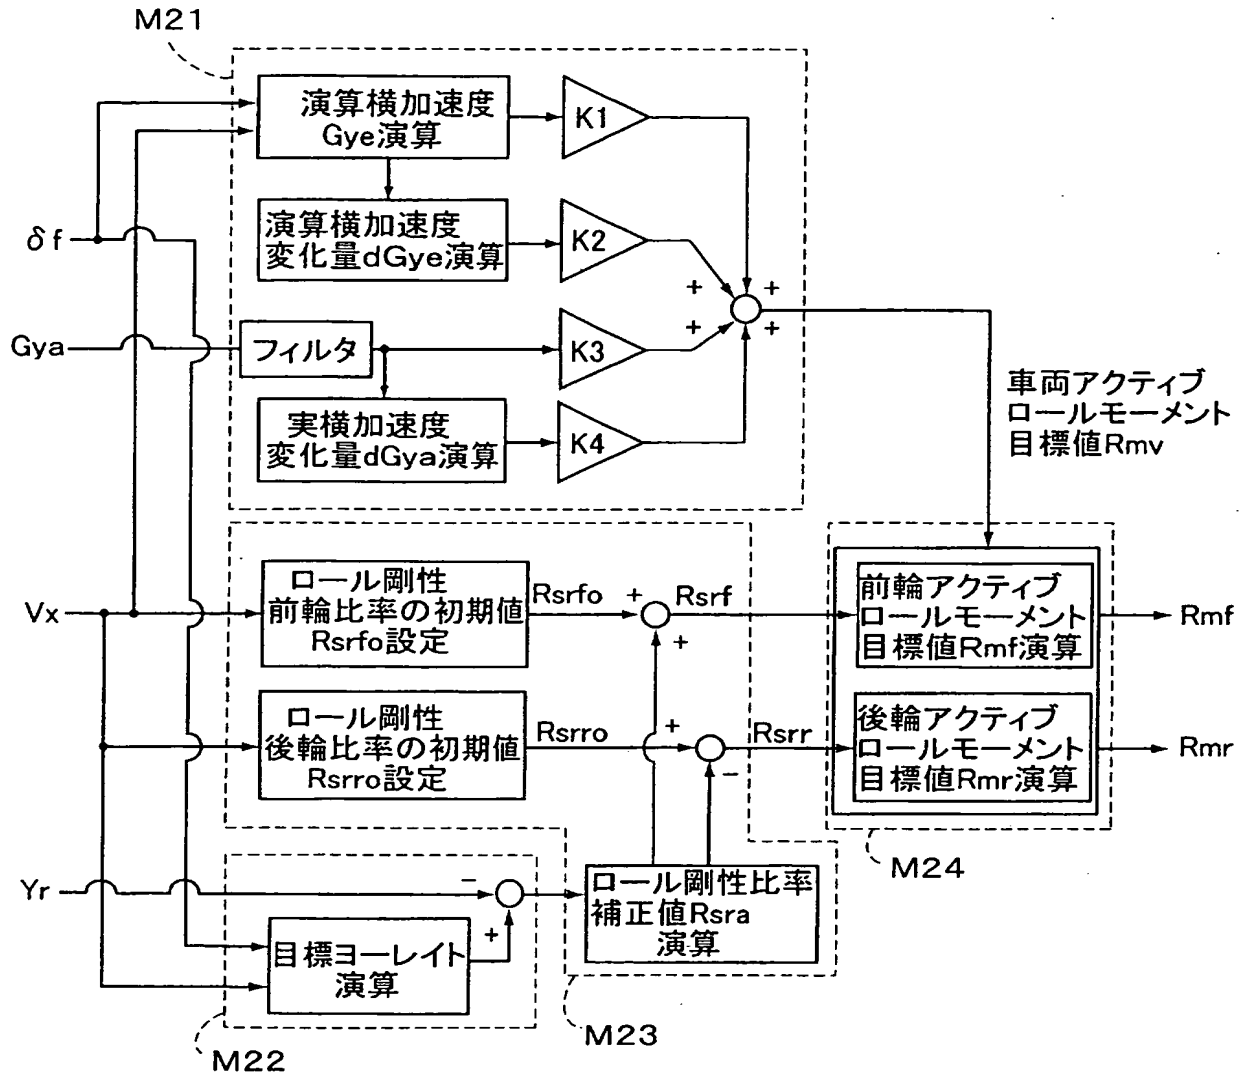 M21
演算横加速度
Gye演算
K1
演算横加速度
変化量dGye演算
K2
δf
+
+
+
+
Gya
フィルタ
K3
実横加速度
変化量dGya演算
K4
車両アクティブ
ロールモーメント
目標値Rmv
ロール剛性
前輪比率の初期値
Rsrfo設定
Rsrfo
+
Rsrf
+
Vx
前輪アクティブ
ロールモーメント
目標値Rmf演算
Rmf
ロール剛性
後輪比率の初期値
Rsrro設定
Rsrro
+
Rsrr
-
後輪アクティブ
ロールモーメント
目標値Rmr演算
Rmr
M24
Yr
-
+
目標ヨーレイト
演算
ロール剛性比率
補正値Rsra
演算
M23
M22